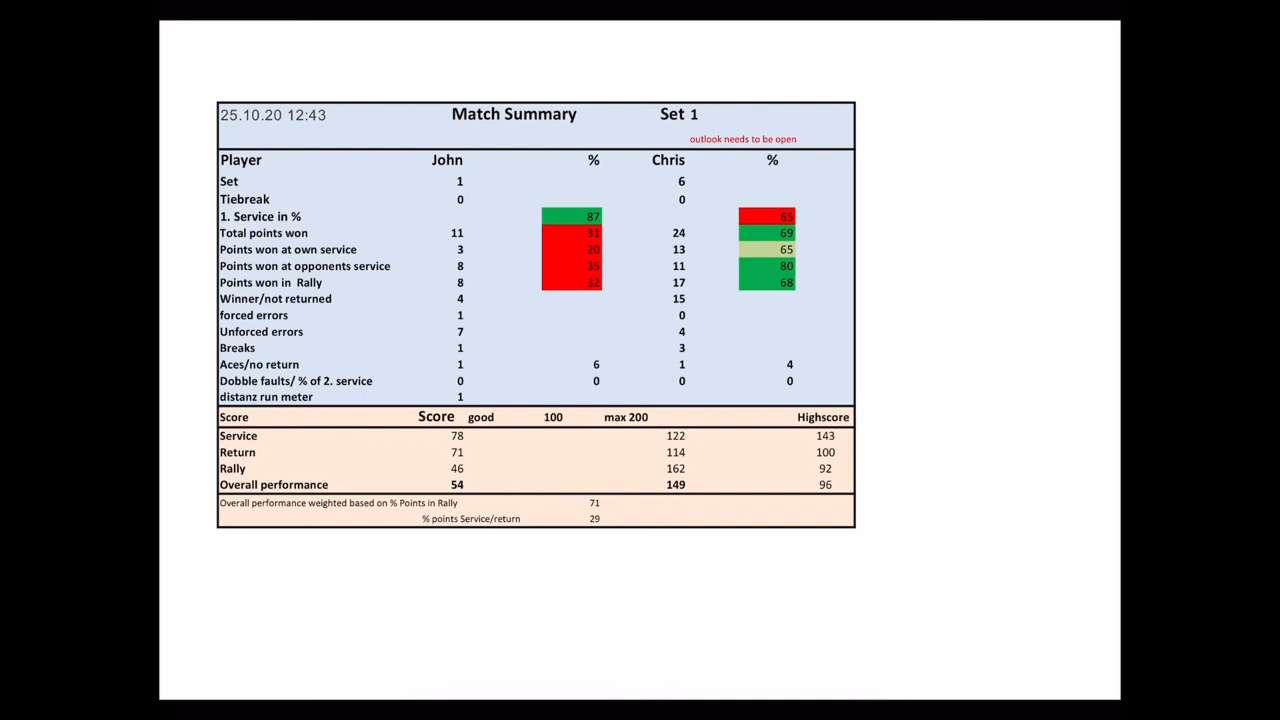 25.10.20 12:43 Match Summary Set 1
outlook needs to be open
Player John % Chris %
Set 1 6
Tiebreak 0 0
1. Service in % 87 65
Total points won 11 31 24 69
Points won at own service 3 20 13 65
Points won at opponents service 8 35 11 80
Points won in Rally 8 32 17 68
Winner/not returned 4 15
forced errors 1 0
Unforced errors 7 4
Breaks 1 3
Aces/no return 1 6 1 4
Dobble faults/ % of 2. service 0 0 0 0
distanz run meter 1
Score Score good 100 max 200 Highscore
Service 78 122 143
Return 71 114 100
Rally 46 162 92
Overall performance 54 149 96
Overall performance weighted based on % Points in Rally 71
% points Service/return 29